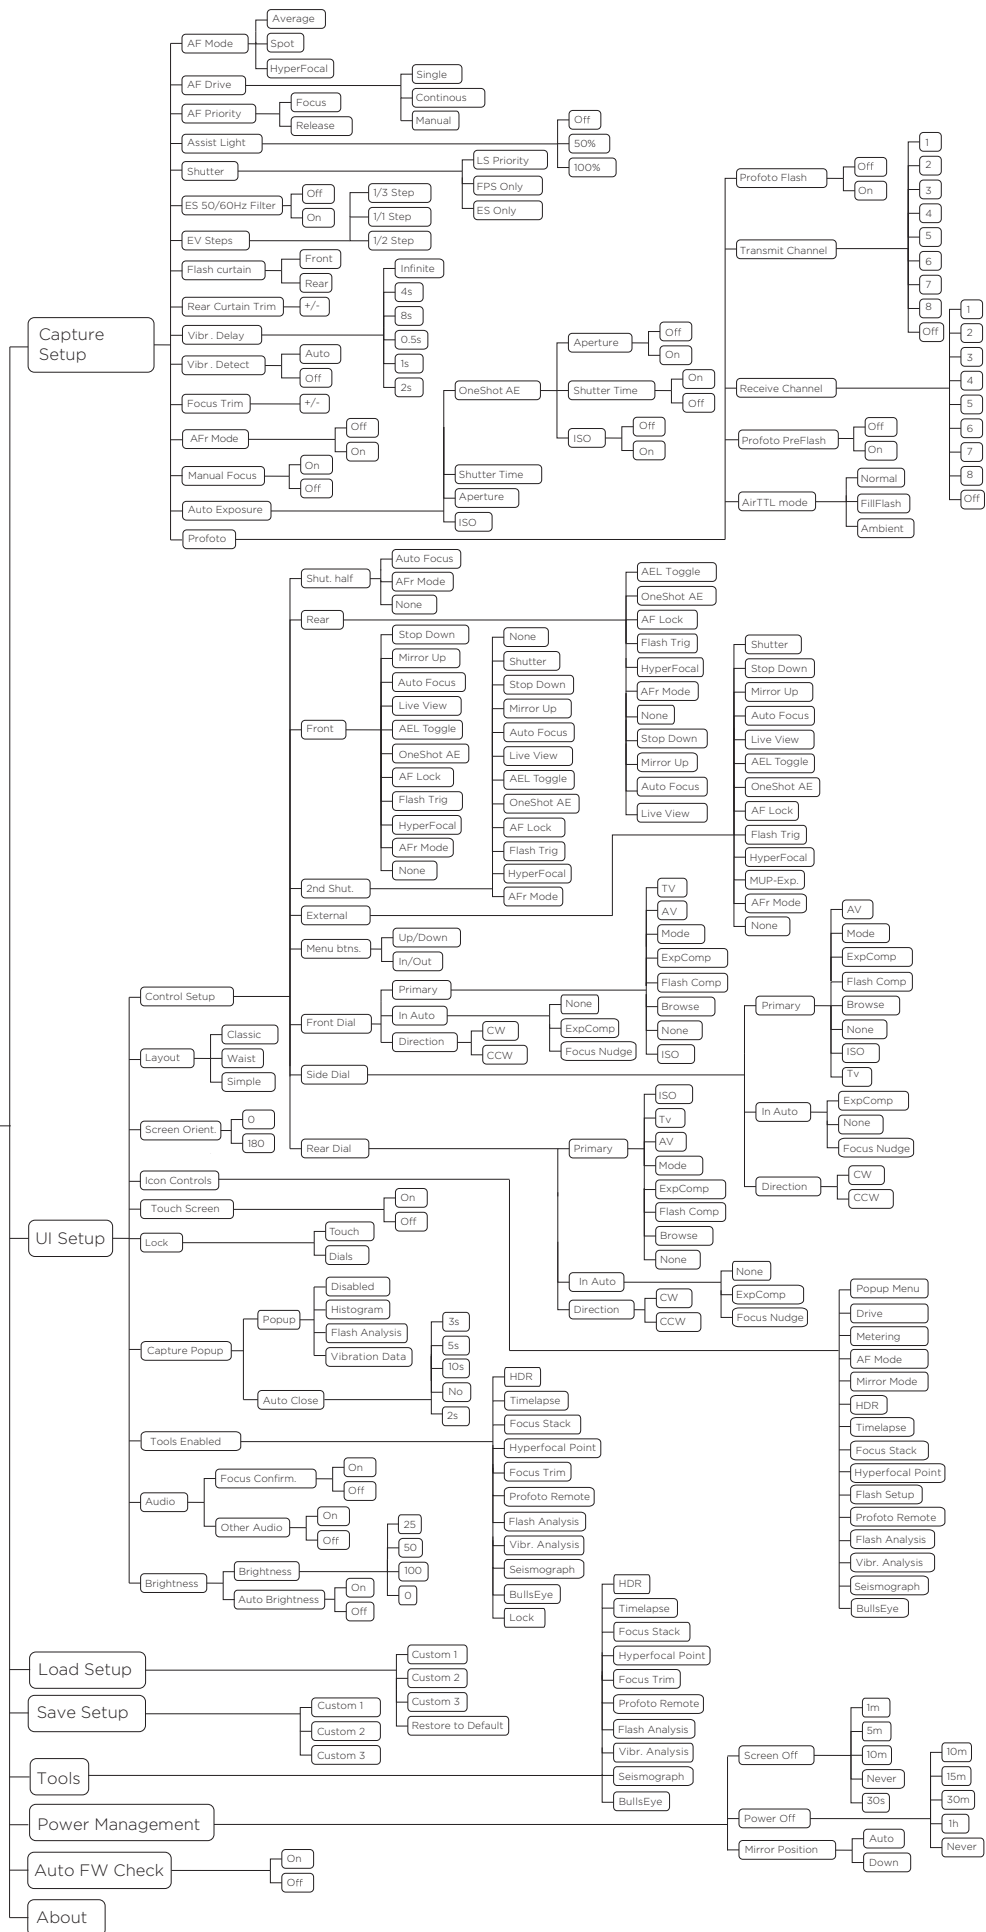 Capture
Setup
AF Mode
Average
Spot
HyperFocal
AF Drive
Single
Continous
Manual
AF Priority
Focus
Release
Assist Light
Off
50%
100%
Shutter
LS Priority
FPS Only
ES Only
ES 50/60Hz Filter
Off
On
EV Steps
1/3 Step
1/1 Step
1/2 Step
Flash curtain
Front
Rear
Rear Curtain Trim
+/-
Vibr . Delay
Infinite
4s
8s
0.5s
1s
2s
Vibr . Detect
Auto
Off
Focus Trim
+/-
AFr Mode
Off
On
Manual Focus
On
Off
Auto Exposure
OneShot AE
Aperture
Off
On
Shutter Time
On
Off
ISO
Off
On
Shutter Time
Aperture
ISO
Profoto
Profoto Flash
Off
On
Transmit Channel
1
2
3
4
5
6
7
8
Off
Receive Channel
1
2
3
4
5
6
7
8
Off
Profoto PreFlash
Off
On
AirTTL mode
Normal
FillFlash
Ambient
UI Setup
Control Setup
Shut. half
Auto Focus
AFr Mode
None
Rear
AEL Toggle
OneShot AE
AF Lock
Flash Trig
HyperFocal
AFr Mode
None
Stop Down
Mirror Up
Auto Focus
Live View
Front
Stop Down
Mirror Up
Auto Focus
Live View
AEL Toggle
OneShot AE
AF Lock
Flash Trig
HyperFocal
AFr Mode
None
2nd Shut.
None
Shutter
Stop Down
Mirror Up
Auto Focus
Live View
AEL Toggle
OneShot AE
AF Lock
Flash Trig
HyperFocal
AFr Mode
External
Shutter
Stop Down
Mirror Up
Auto Focus
Live View
AEL Toggle
OneShot AE
AF Lock
Flash Trig
HyperFocal
MUP-Exp.
AFr Mode
None
Menu btns.
Up/Down
In/Out
Front Dial
Primary
TV
AV
Mode
ExpComp
Flash Comp
Browse
None
ISO
In Auto
None
ExpComp
Focus Nudge
Direction
CW
CCW
Side Dial
Primary
AV
Mode
ExpComp
Flash Comp
Browse
None
ISO
Tv
In Auto
ExpComp
None
Focus Nudge
Direction
CW
CCW
Rear Dial
Primary
ISO
Tv
AV
Mode
ExpComp
Flash Comp
Browse
None
In Auto
None
ExpComp
Focus Nudge
Direction
CW
CCW
Layout
Classic
Waist
Simple
Screen Orient.
0
180
Icon Controls
Popup Menu
Drive
Metering
AF Mode
Mirror Mode
HDR
Timelapse
Focus Stack
Hyperfocal Point
Flash Setup
Profoto Remote
Flash Analysis
Vibr. Analysis
Seismograph
BullsEye
Touch Screen
On
Off
Lock
Touch
Dials
Capture Popup
Popup
Disabled
Histogram
Flash Analysis
Vibration Data
Auto Close
3s
5s
10s
No
2s
Tools Enabled
HDR
Timelapse
Focus Stack
Hyperfocal Point
Focus Trim
Profoto Remote
Flash Analysis
Vibr. Analysis
Seismograph
BullsEye
Lock
Audio
Focus Confirm.
On
Off
Other Audio
On
Off
Brightness
Brightness
25
50
100
0
Auto Brightness
On
Off
Load Setup
Custom 1
Custom 2
Custom 3
Restore to Default
Save Setup
Custom 1
Custom 2
Custom 3
Tools
HDR
Timelapse
Focus Stack
Hyperfocal Point
Focus Trim
Profoto Remote
Flash Analysis
Vibr. Analysis
Seismograph
BullsEye
Power Management
Screen Off
1m
5m
10m
Never
30s
Power Off
10m
15m
30m
1h
Never
Mirror Position
Auto
Down
Auto FW Check
On
Off
About